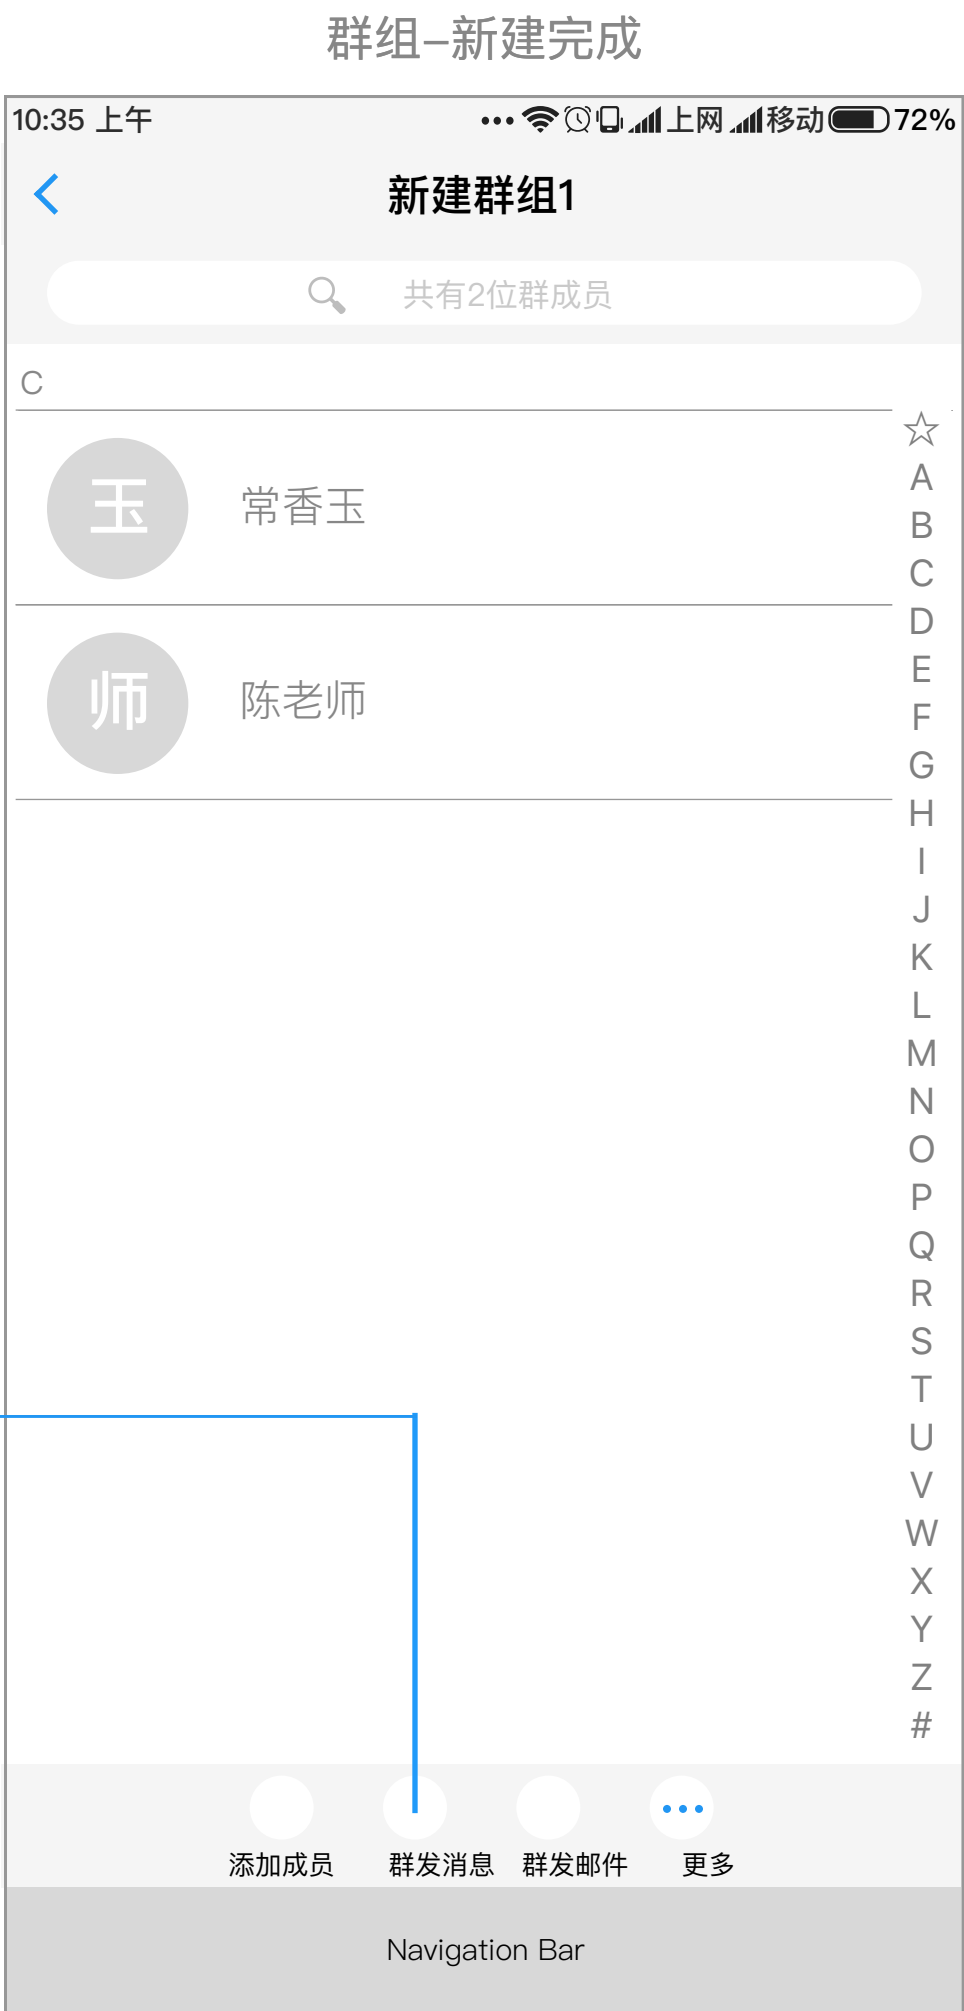 群组–新建完成
10:35 上午 上网 移动 72%
新建群组1
共有2位群成员
C
玉 常香玉
师 陈老师
☆
A
B
C
D
E
F
G
H
I
J
K
L
M
N
O
P
Q
R
S
T
U
V
W
X
Y
Z
#
添加成员 群发消息 群发邮件 更多
Navigation Bar